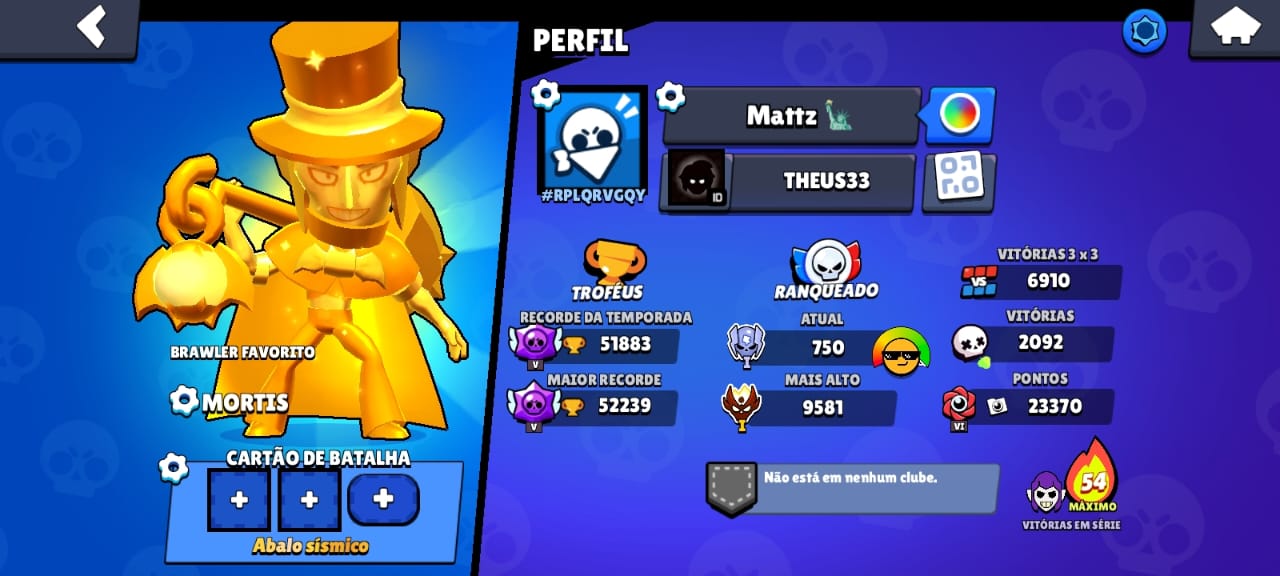 PERFIL
Mattz
#RPLQRVGQY
THEUS33
ID
TROFÉUS
RECORDE DA TEMPORADA
51883
V
MAIOR RECORDE
52239
V
RANQUEADO
ATUAL
750
I
MAIS ALTO
9581
I
VITÓRIAS 3 x 3
VS
6910
VITÓRIAS
2092
PONTOS
23370
VI
BRAWLER FAVORITO
MORTIS
CARTÃO DE BATALHA
+ + +
Abalo sísmico
Não está em nenhum clube.
54
MÁXIMO
VITÓRIAS EM SÉRIE